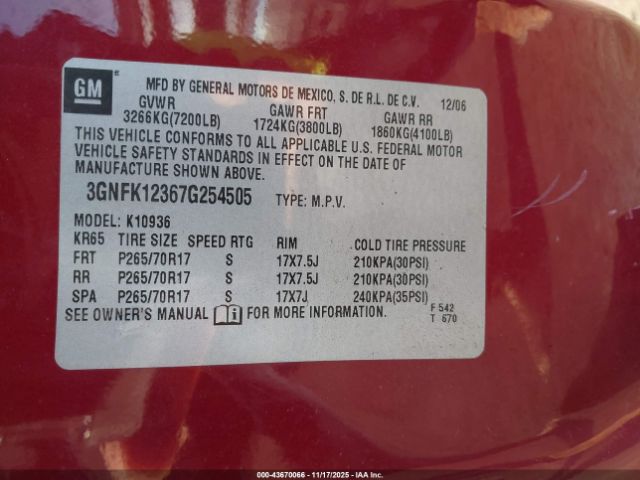 GM ®
MFD BY GENERAL MOTORS DE MEXICO, S. DE R.L. DE C.V. 12/06
GVWR GAWR FRT GAWR RR
3266KG(7200LB) 1724KG(3800LB) 1860KG(4100LB)
THIS VEHICLE CONFORMS TO ALL APPLICABLE U.S. FEDERAL MOTOR
VEHICLE SAFETY STANDARDS IN EFFECT ON THE DATE OF
MANUFACTURE SHOWN ABOVE.
3GNFK12367G254505 TYPE: M.P.V.
MODEL: K10936
KR65 TIRE SIZE SPEED RTG RIM COLD TIRE PRESSURE
FRT P265/70R17 S 17X7.5J 210KPA(30PSI)
RR P265/70R17 S 17X7.5J 210KPA(30PSI)
SPA P265/70R17 S 17X7J 240KPA(35PSI)
SEE OWNER'S MANUAL FOR MORE INFORMATION.
F 542
T 670
000-43670066 - 11/17/2025 - IAAI.COM